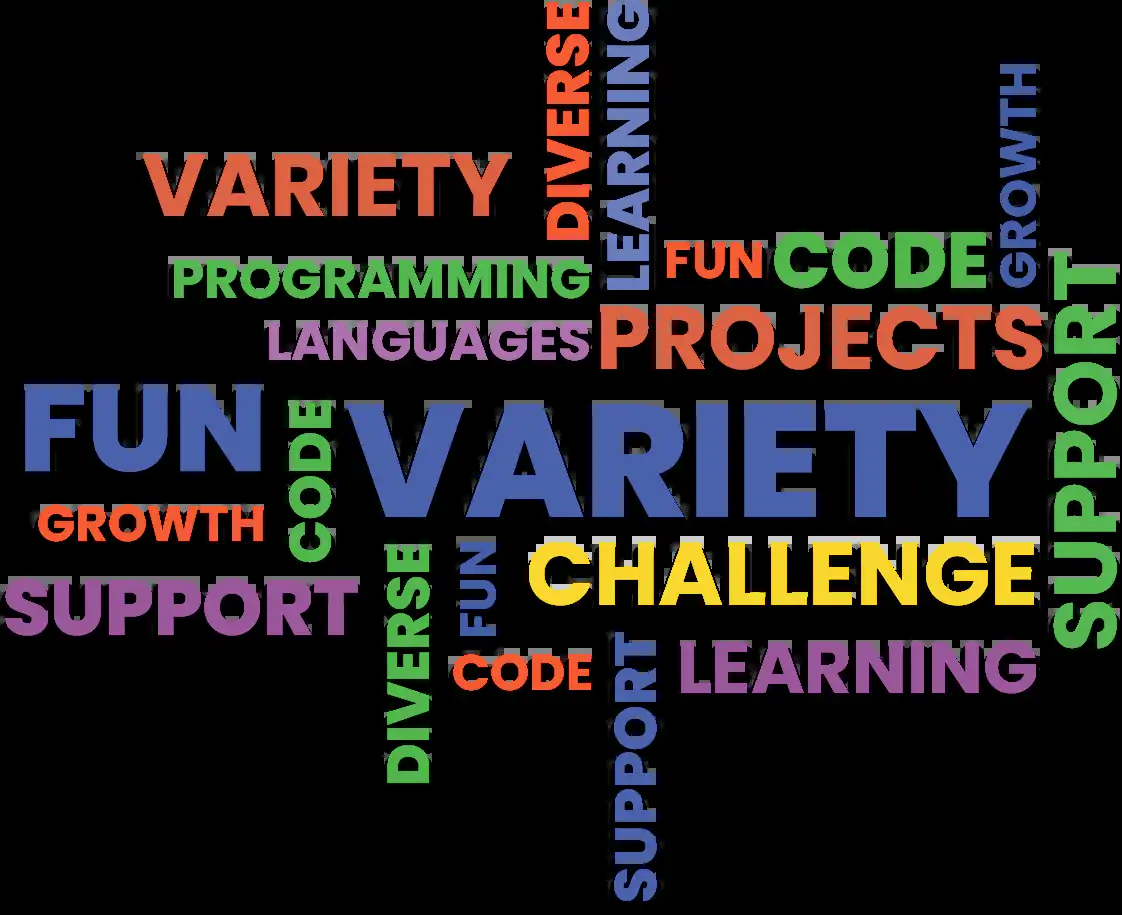 DIVERSE
LEARNING
GROWTH
VARIETY
FUN
CODE
PROGRAMMING
SUPPORT
PROJECTS
LANGUAGES
FUN
CODE
VARIETY
GROWTH
CHALLENGE
SUPPORT
DIVERSE
FUN
CODE
LEARNING
SUPPORT